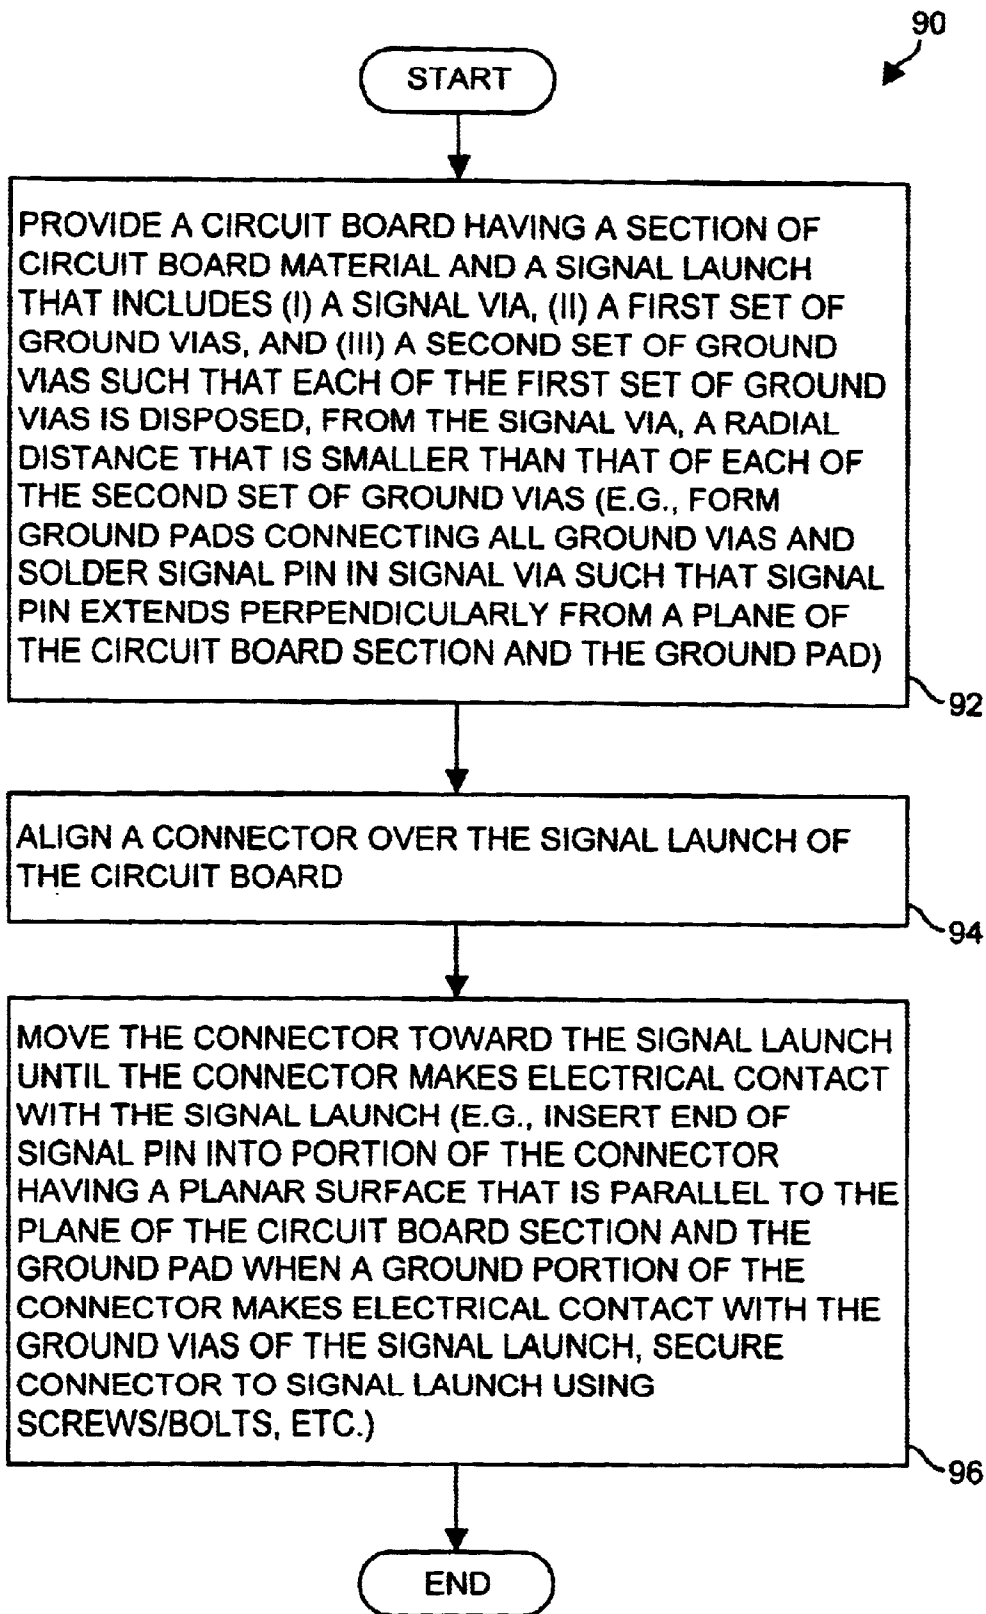 90
START
PROVIDE A CIRCUIT BOARD HAVING A SECTION OF
CIRCUIT BOARD MATERIAL AND A SIGNAL LAUNCH
THAT INCLUDES (I) A SIGNAL VIA, (II) A FIRST SET OF
GROUND VIAS, AND (III) A SECOND SET OF GROUND
VIAS SUCH THAT EACH OF THE FIRST SET OF GROUND
VIAS IS DISPOSED, FROM THE SIGNAL VIA, A RADIAL
DISTANCE THAT IS SMALLER THAN THAT OF EACH OF
THE SECOND SET OF GROUND VIAS (E.G., FORM
GROUND PADS CONNECTING ALL GROUND VIAS AND
SOLDER SIGNAL PIN IN SIGNAL VIA SUCH THAT SIGNAL
PIN EXTENDS PERPENDICULARLY FROM A PLANE OF
THE CIRCUIT BOARD SECTION AND THE GROUND PAD)
92
ALIGN A CONNECTOR OVER THE SIGNAL LAUNCH OF
THE CIRCUIT BOARD
94
MOVE THE CONNECTOR TOWARD THE SIGNAL LAUNCH
UNTIL THE CONNECTOR MAKES ELECTRICAL CONTACT
WITH THE SIGNAL LAUNCH (E.G., INSERT END OF
SIGNAL PIN INTO PORTION OF THE CONNECTOR
HAVING A PLANAR SURFACE THAT IS PARALLEL TO THE
PLANE OF THE CIRCUIT BOARD SECTION AND THE
GROUND PAD WHEN A GROUND PORTION OF THE
CONNECTOR MAKES ELECTRICAL CONTACT WITH THE
GROUND VIAS OF THE SIGNAL LAUNCH, SECURE
CONNECTOR TO SIGNAL LAUNCH USING
SCREWS/BOLTS, ETC.)
96
END